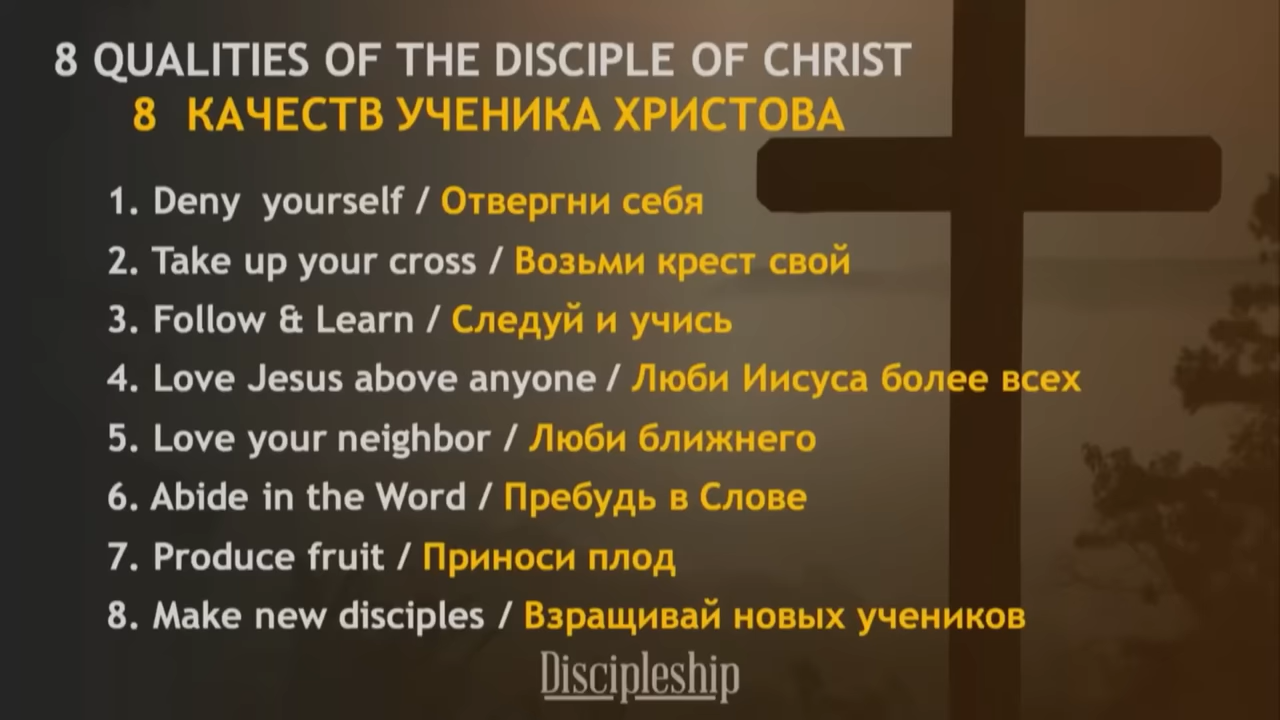 8 QUALITIES OF THE DISCIPLE OF CHRIST
8 КАЧЕСТВ УЧЕНИКА ХРИСТОВА
1. Deny yourself / Отвергни себя
2. Take up your cross / Возьми крест свой
3. Follow & Learn / Следуй и учись
4. Love Jesus above anyone / Люби Иисуса более всех
5. Love your neighbor / Люби ближнего
6. Abide in the Word / Пребудь в Слове
7. Produce fruit / Приноси плод
8. Make new disciples / Взращивай новых учеников
Discipleship